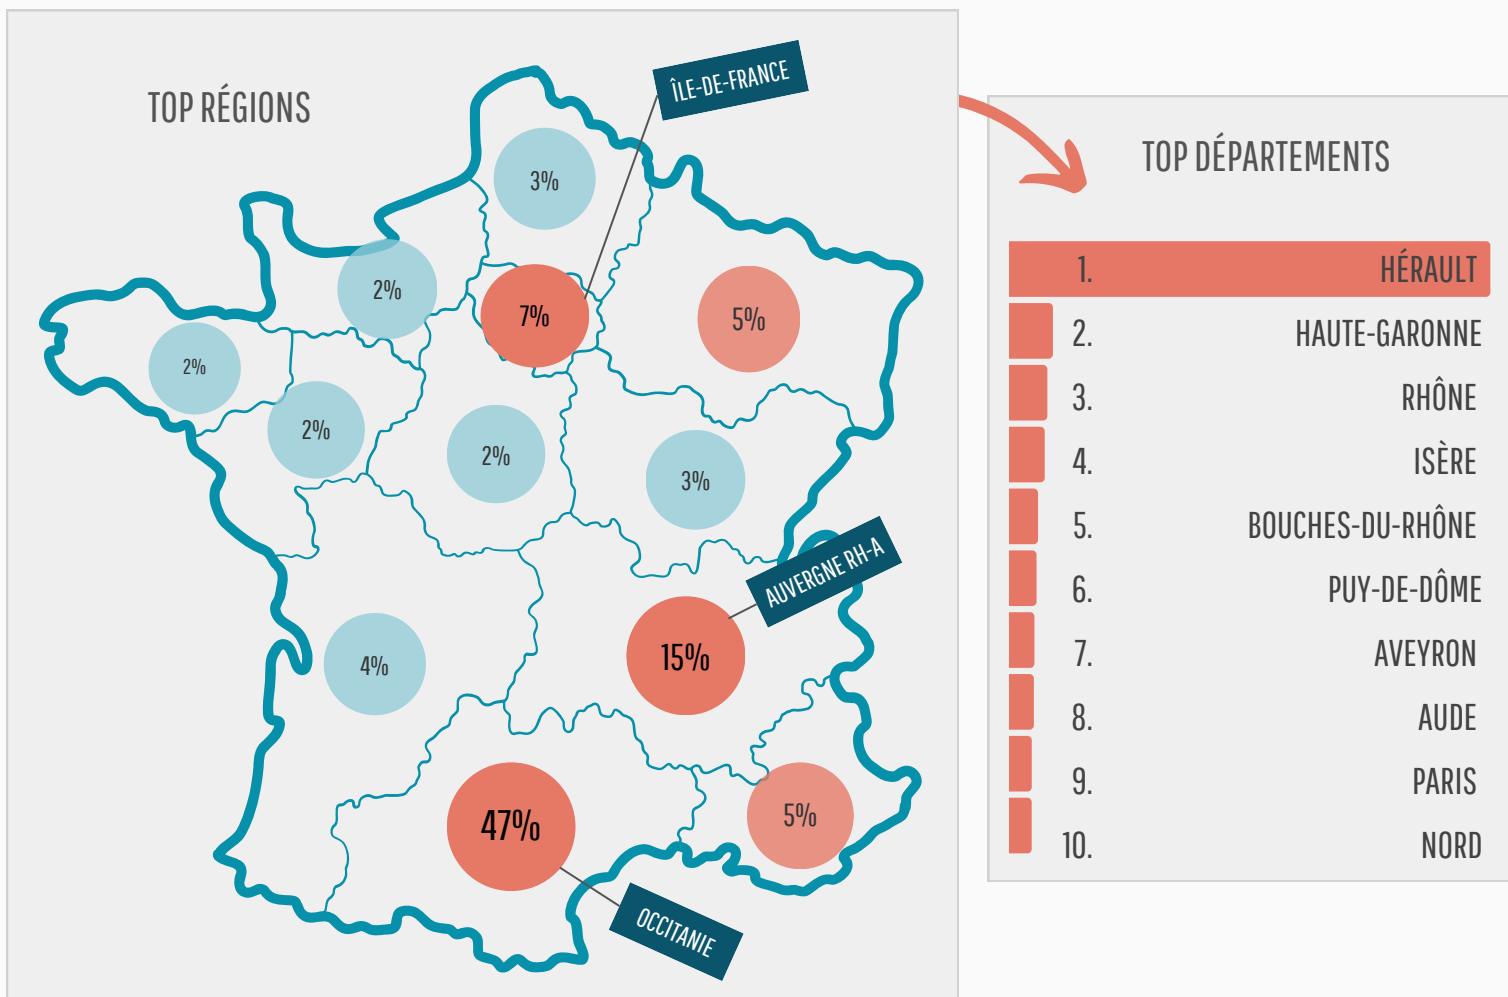 TOP RÉGIONS
ÎLE-DE-FRANCE
3%
2%
7%
5%
2%
2%
2%
3%
AUVERGNE RH-A
4%
15%
47%
5%
OCCITANIE
TOP DÉPARTEMENTS
1. HÉRAULT
2. HAUTE-GARONNE
3. RHÔNE
4. ISÈRE
5. BOUCHES-DU-RHÔNE
6. PUY-DE-DÔME
7. AVEYRON
8. AUDE
9. PARIS
10. NORD